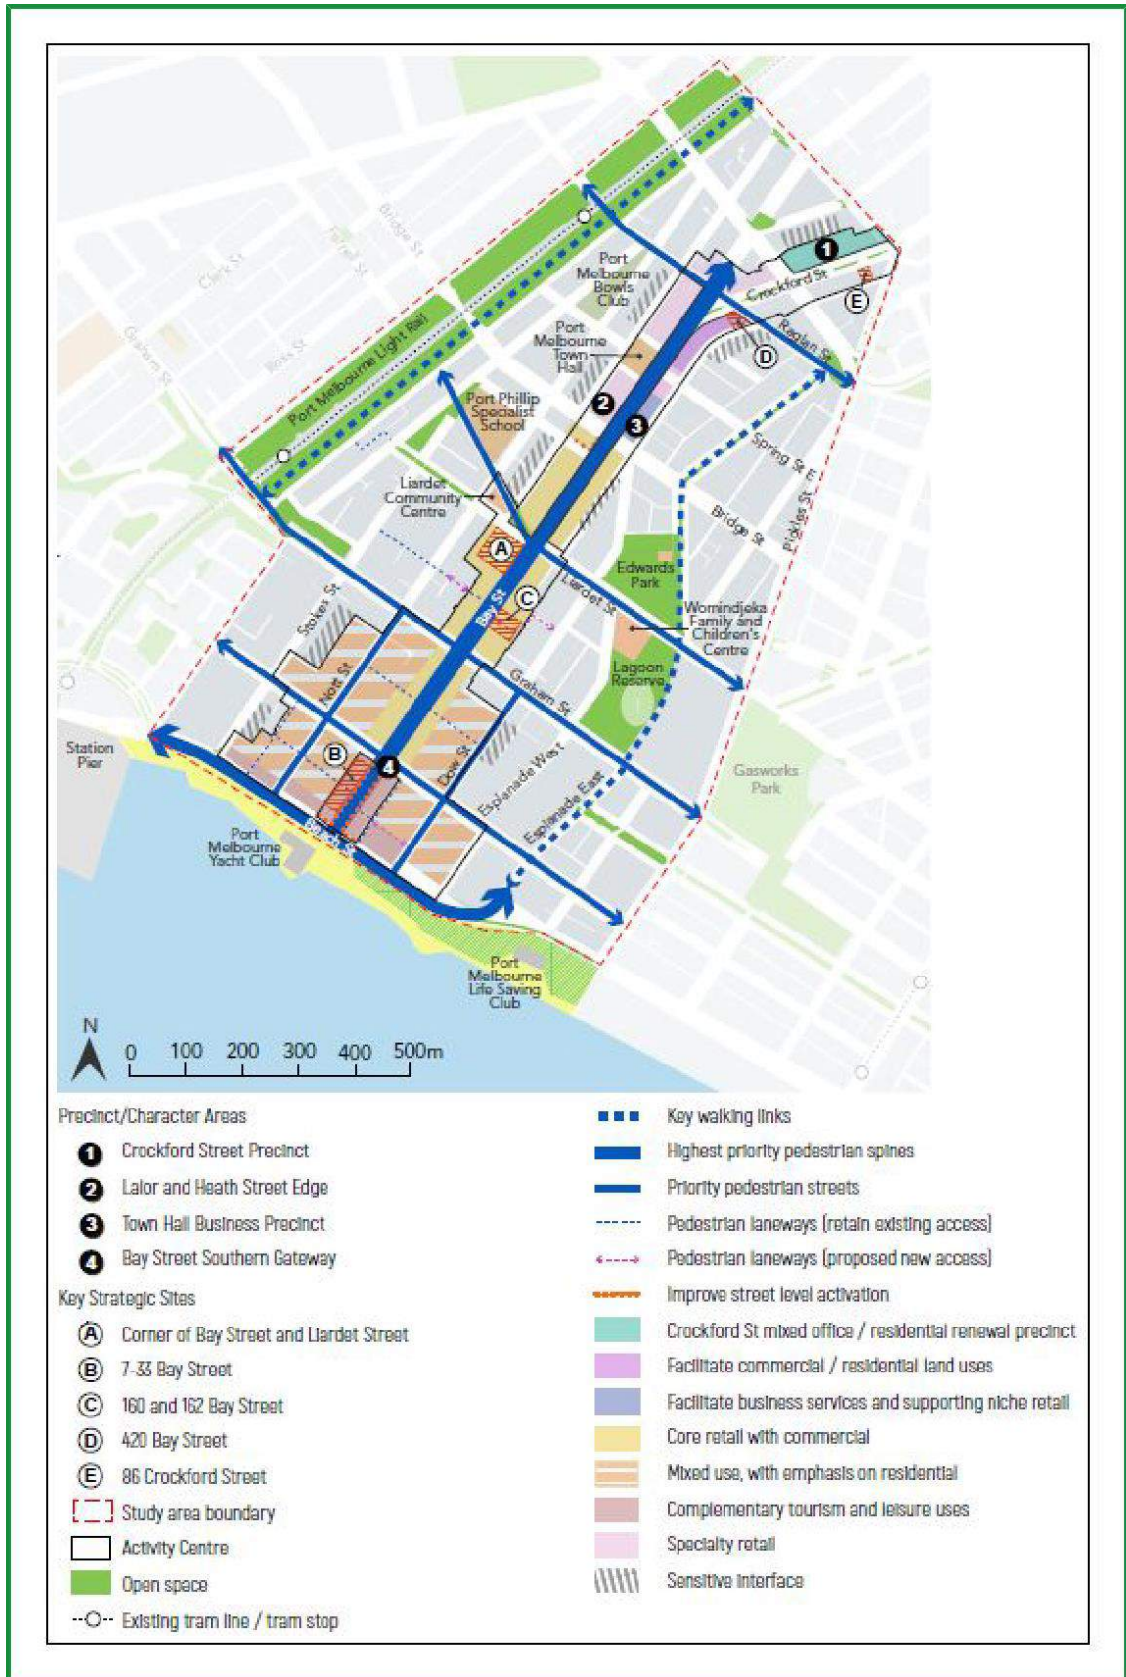 Port
Melbourne
Bowls
Club
Bridge St
Farrell St
Clark St
Ross St
Graham St
Port Melbourne Light Rail
1
Crockford St
E
Port
Melbourne
Town
Hall
Raglan St
D
Port Phillip
Specialist
School
2
3
Spring St E
Liardet
Community
Centre
Bridge St
Pickles St
A
Edwards
Park
C
Liardet St
Bay St
Womindjeka
Family and
Children's
Centre
Stokes St
Nott St
Lagoon
Reserve
Graham St
Station
Pier
B
4
Dow St
Esplanade West
Esplanade East
Gasworks
Park
Port
Melbourne
Yacht Club
Port
Melbourne
Life Saving
Club
N
0 100 200 300 400 500m
Precinct/Character Areas
1 Crockford Street Precinct
2 Lalor and Heath Street Edge
3 Town Hall Business Precinct
4 Bay Street Southern Gateway
Key Strategic Sites
A Corner of Bay Street and Liardet Street
B 7-33 Bay Street
C 160 and 162 Bay Street
D 420 Bay Street
E 86 Crockford Street
Study area boundary
Activity Centre
Open space
Existing tram line / tram stop
Key walking links
Highest priority pedestrian spines
Priority pedestrian streets
Pedestrian laneways (retain existing access)
Pedestrian laneways (proposed new access)
Improve street level activation
Crockford St mixed office / residential renewal precinct
Facilitate commercial / residential land uses
Facilitate business services and supporting niche retail
Core retail with commercial
Mixed use, with emphasis on residential
Complementary tourism and leisure uses
Specialty retail
Sensitive interface